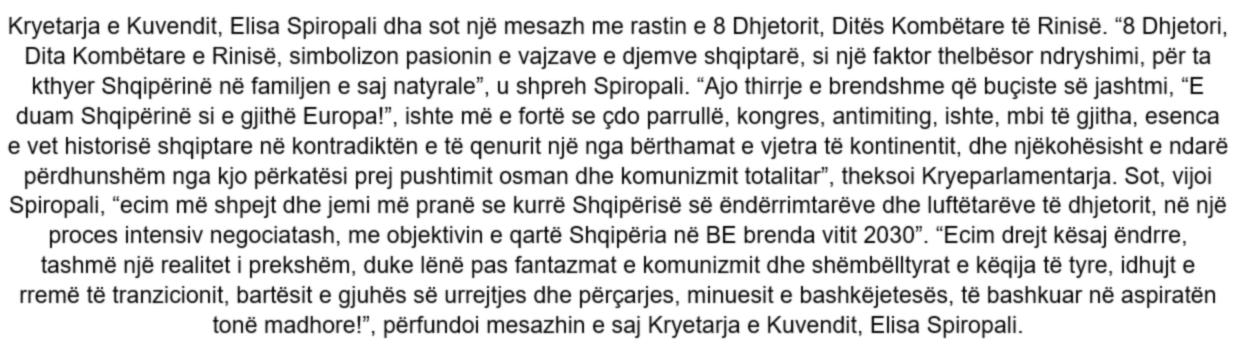 Kryetarja e Kuvendit, Elisa Spiropali dha sot një mesazh me rastin e 8 Dhjetorit, Ditës Kombëtare të Rinisë. “8 Dhjetori,
Dita Kombëtare e Rinisë, simbolizon pasionin e vajzave e djemve shqiptarë, si një faktor thelbësor ndryshimi, për ta
kthyer Shqipërinë në familjen e saj natyrale”, u shpreh Spiropali. “Ajo thirrje e brendshme që buçiste së jashtmi, “E
duam Shqipërinë si e gjithë Europa!”, ishte më e fortë se çdo parrullë, kongres, antimiting, ishte, mbi të gjitha, esenca
e vet historisë shqiptare në kontradiktën e të qenurit një nga bërthamat e vjetra të kontinentit, dhe njëkohësisht e ndarë
përdhunshëm nga kjo përkatësi prej pushtimit osman dhe komunizmit totalitar”, theksoi Kryeparlamentarja. Sot, vijoi
Spiropali, “ecim më shpejt dhe jemi më pranë se kurrë Shqipërisë së ëndërrimtarëve dhe luftëtarëve të dhjetorit, në një
proces intensiv negociatash, me objektivin e qartë Shqipëria në BE brenda vitit 2030”. “Ecim drejt kësaj ëndrre,
tashmë një realitet i prekshëm, duke lënë pas fantazmat e komunizmit dhe shëmbëlltyrat e këqija të tyre, idhujt e
rremë të tranzicionit, bartësit e gjuhës së urrejtjes dhe përçarjes, minuesit e bashkëjetesës, të bashkuar në aspiratën
tonë madhore!”, përfundoi mesazhin e saj Kryetarja e Kuvendit, Elisa Spiropali.